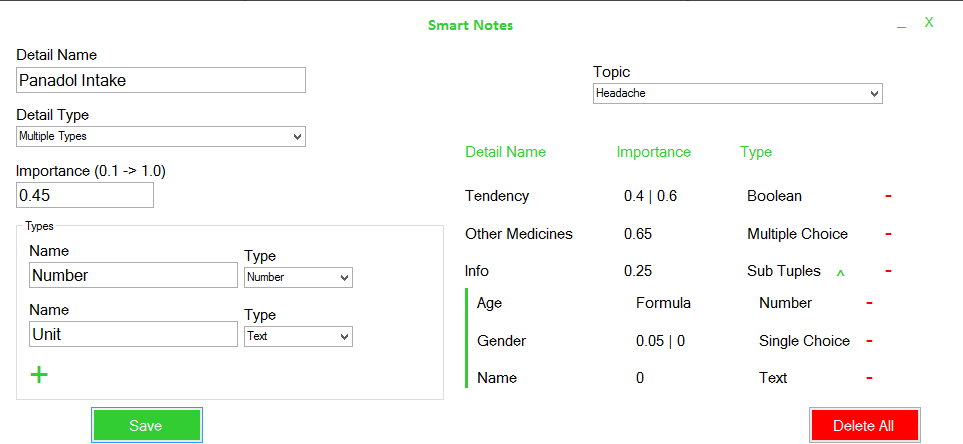 Smart Notes
_ X
Detail Name
Panadol Intake
Detail Type
Multiple Types
Importance (0.1 -> 1.0)
0.45
Types
Name Type
Number Number
Name Type
Unit Text
+
Save
Topic
Headache
Detail Name Importance Type
Tendency 0.4 | 0.6 Boolean -
Other Medicines 0.65 Multiple Choice -
Info 0.25 Sub Tuples ^ -
Age Formula Number -
Gender 0.05 | 0 Single Choice -
Name 0 Text -
Delete All